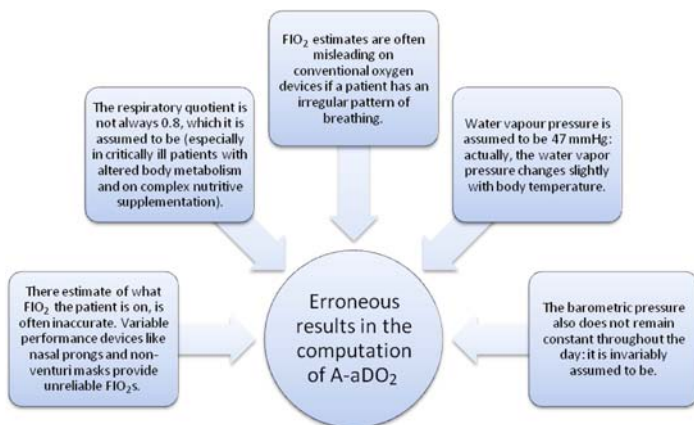 FIO₂ estimates are often
misleading on
conventional oxygen
devices if a patient has an
irregular pattern of
breathing.
The respiratory quotient is
not always 0.8, which it is
assumed to be (especially
in critically ill patients with
altered body metabolism
and on complex nutritive
supplementation).
Water vapour pressure is
assumed to be 47 mmHg:
actually, the water vapor
pressure changes slightly
with body temperature.
There estimate of what
FIO₂ the patient is on, is
often inaccurate. Variable
performance devices like
nasal prongs and non-
venturi masks provide
unreliable FIO₂s.
Erroneous
results in the
computation
of A-aDO₂
The barometric pressure
also does not remain
constant throughout the
day: it is invariably
assumed to be.